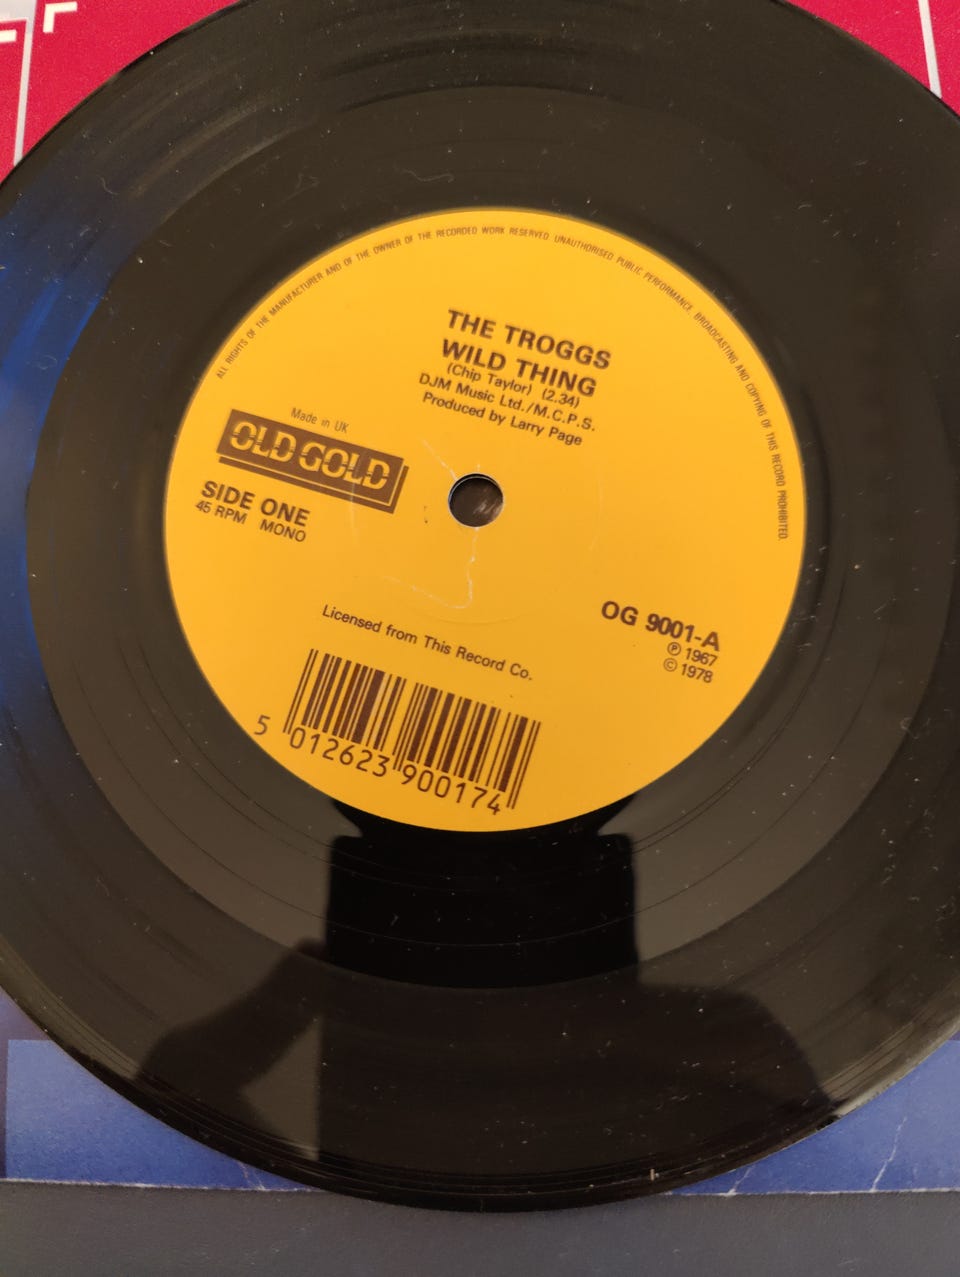 ALL RIGHTS OF THE MANUFACTURER AND OF THE OWNER OF THE RECORDED WORK RESERVED. UNAUTHORISED PUBLIC PERFORMANCE, BROADCASTING AND COPYING OF THIS RECORD PROHIBITED.
THE TROGGS
WILD THING
(Chip Taylor) (2.34)
DJM Music Ltd./M.C.P.S.
Produced by Larry Page
Made in UK
OLD GOLD
SIDE ONE
45 RPM MONO
OG 9001-A
Ⓟ 1967
© 1978
Licensed from This Record Co.
5 012623 900174